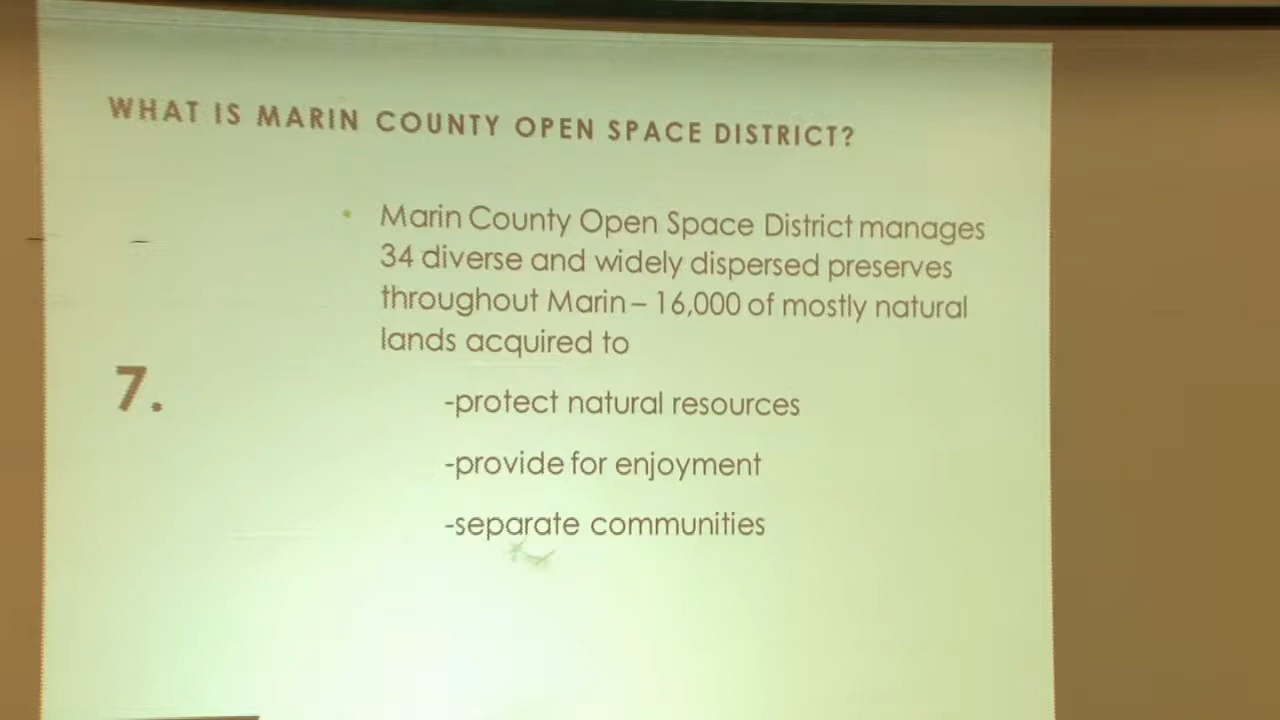 WHAT IS MARIN COUNTY OPEN SPACE DISTRICT?
• Marin County Open Space District manages
34 diverse and widely dispersed preserves
throughout Marin – 16,000 of mostly natural
lands acquired to
7.
-protect natural resources
-provide for enjoyment
-separate communities